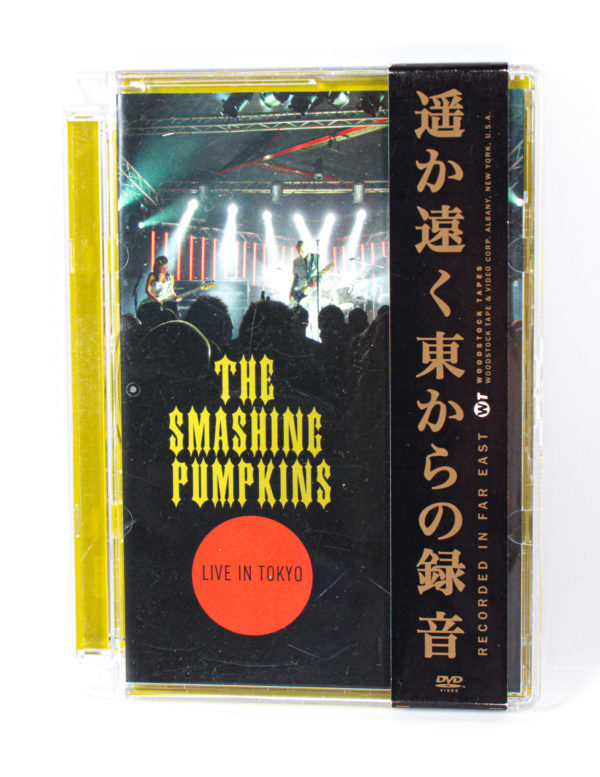 THE
SMASHING
PUMPKINS
LIVE IN TOKYO
遥か遠く東からの録音
RECORDED IN FAR EAST
WT
WOODSTOCK TAPES
WOODSTOCK TAPE & VIDEO CORP. ALBANY, NEW YORK, U.S.A.
DVD
VIDEO